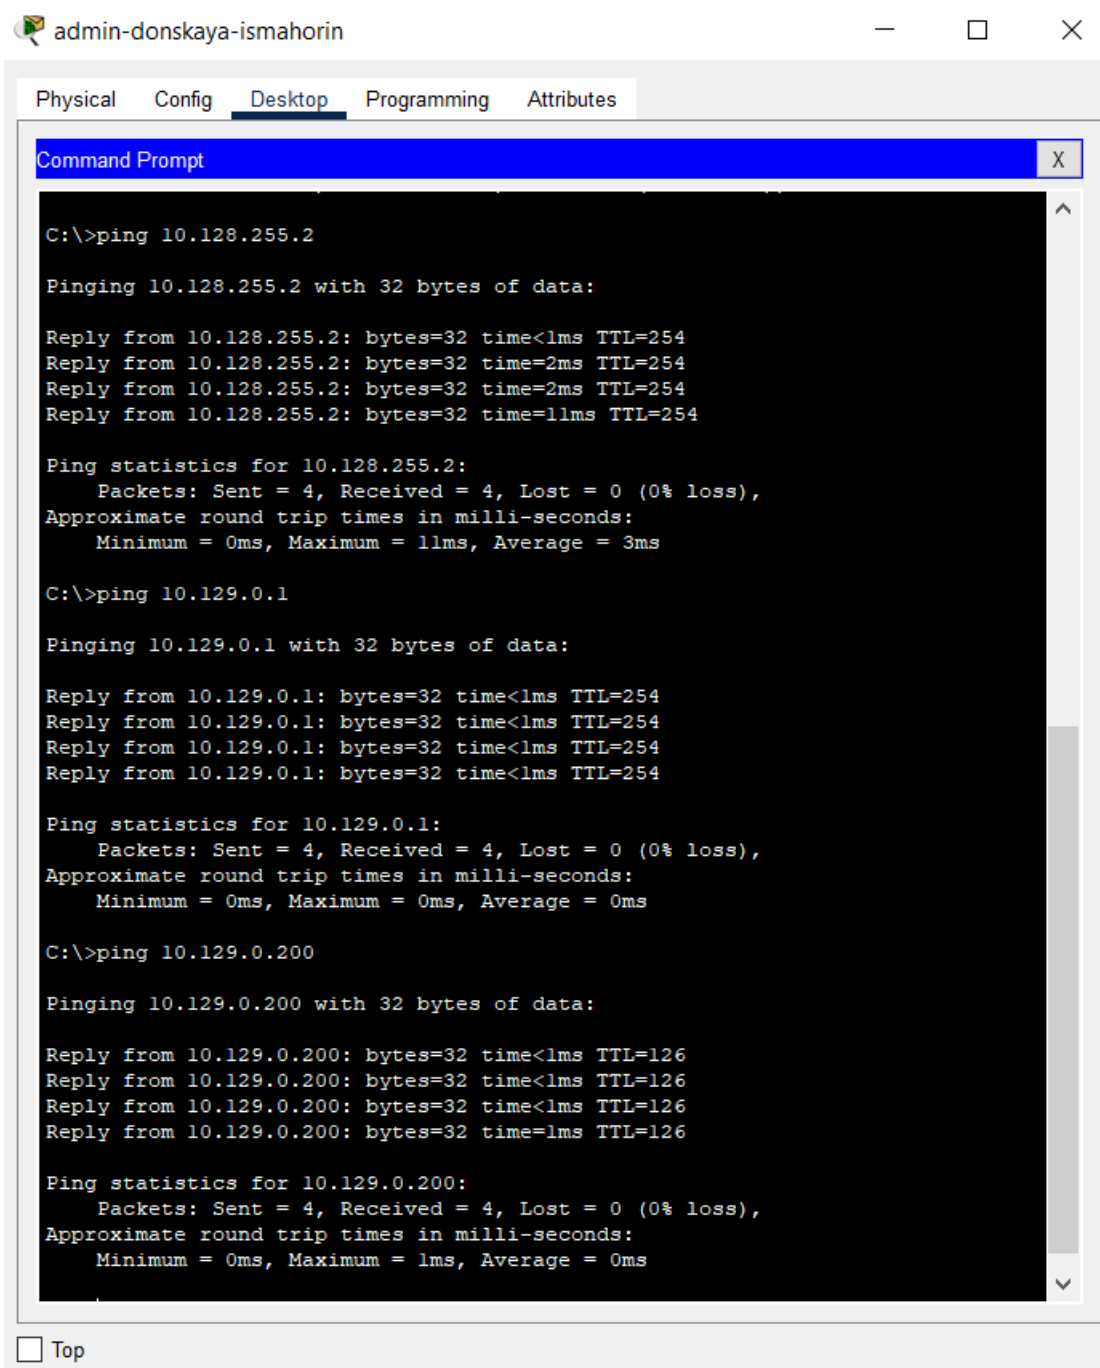 admin-donskaya-ismahorin
Physical Config Desktop Programming Attributes
Command Prompt
X
C:\>ping 10.128.255.2
Pinging 10.128.255.2 with 32 bytes of data:
Reply from 10.128.255.2: bytes=32 time<1ms TTL=254
Reply from 10.128.255.2: bytes=32 time=2ms TTL=254
Reply from 10.128.255.2: bytes=32 time=2ms TTL=254
Reply from 10.128.255.2: bytes=32 time=11ms TTL=254
Ping statistics for 10.128.255.2:
Packets: Sent = 4, Received = 4, Lost = 0 (0% loss),
Approximate round trip times in milli-seconds:
Minimum = 0ms, Maximum = 11ms, Average = 3ms
C:\>ping 10.129.0.1
Pinging 10.129.0.1 with 32 bytes of data:
Reply from 10.129.0.1: bytes=32 time<1ms TTL=254
Reply from 10.129.0.1: bytes=32 time<1ms TTL=254
Reply from 10.129.0.1: bytes=32 time<1ms TTL=254
Reply from 10.129.0.1: bytes=32 time<1ms TTL=254
Ping statistics for 10.129.0.1:
Packets: Sent = 4, Received = 4, Lost = 0 (0% loss),
Approximate round trip times in milli-seconds:
Minimum = 0ms, Maximum = 0ms, Average = 0ms
C:\>ping 10.129.0.200
Pinging 10.129.0.200 with 32 bytes of data:
Reply from 10.129.0.200: bytes=32 time<1ms TTL=126
Reply from 10.129.0.200: bytes=32 time<1ms TTL=126
Reply from 10.129.0.200: bytes=32 time<1ms TTL=126
Reply from 10.129.0.200: bytes=32 time=1ms TTL=126
Ping statistics for 10.129.0.200:
Packets: Sent = 4, Received = 4, Lost = 0 (0% loss),
Approximate round trip times in milli-seconds:
Minimum = 0ms, Maximum = 1ms, Average = 0ms
Top